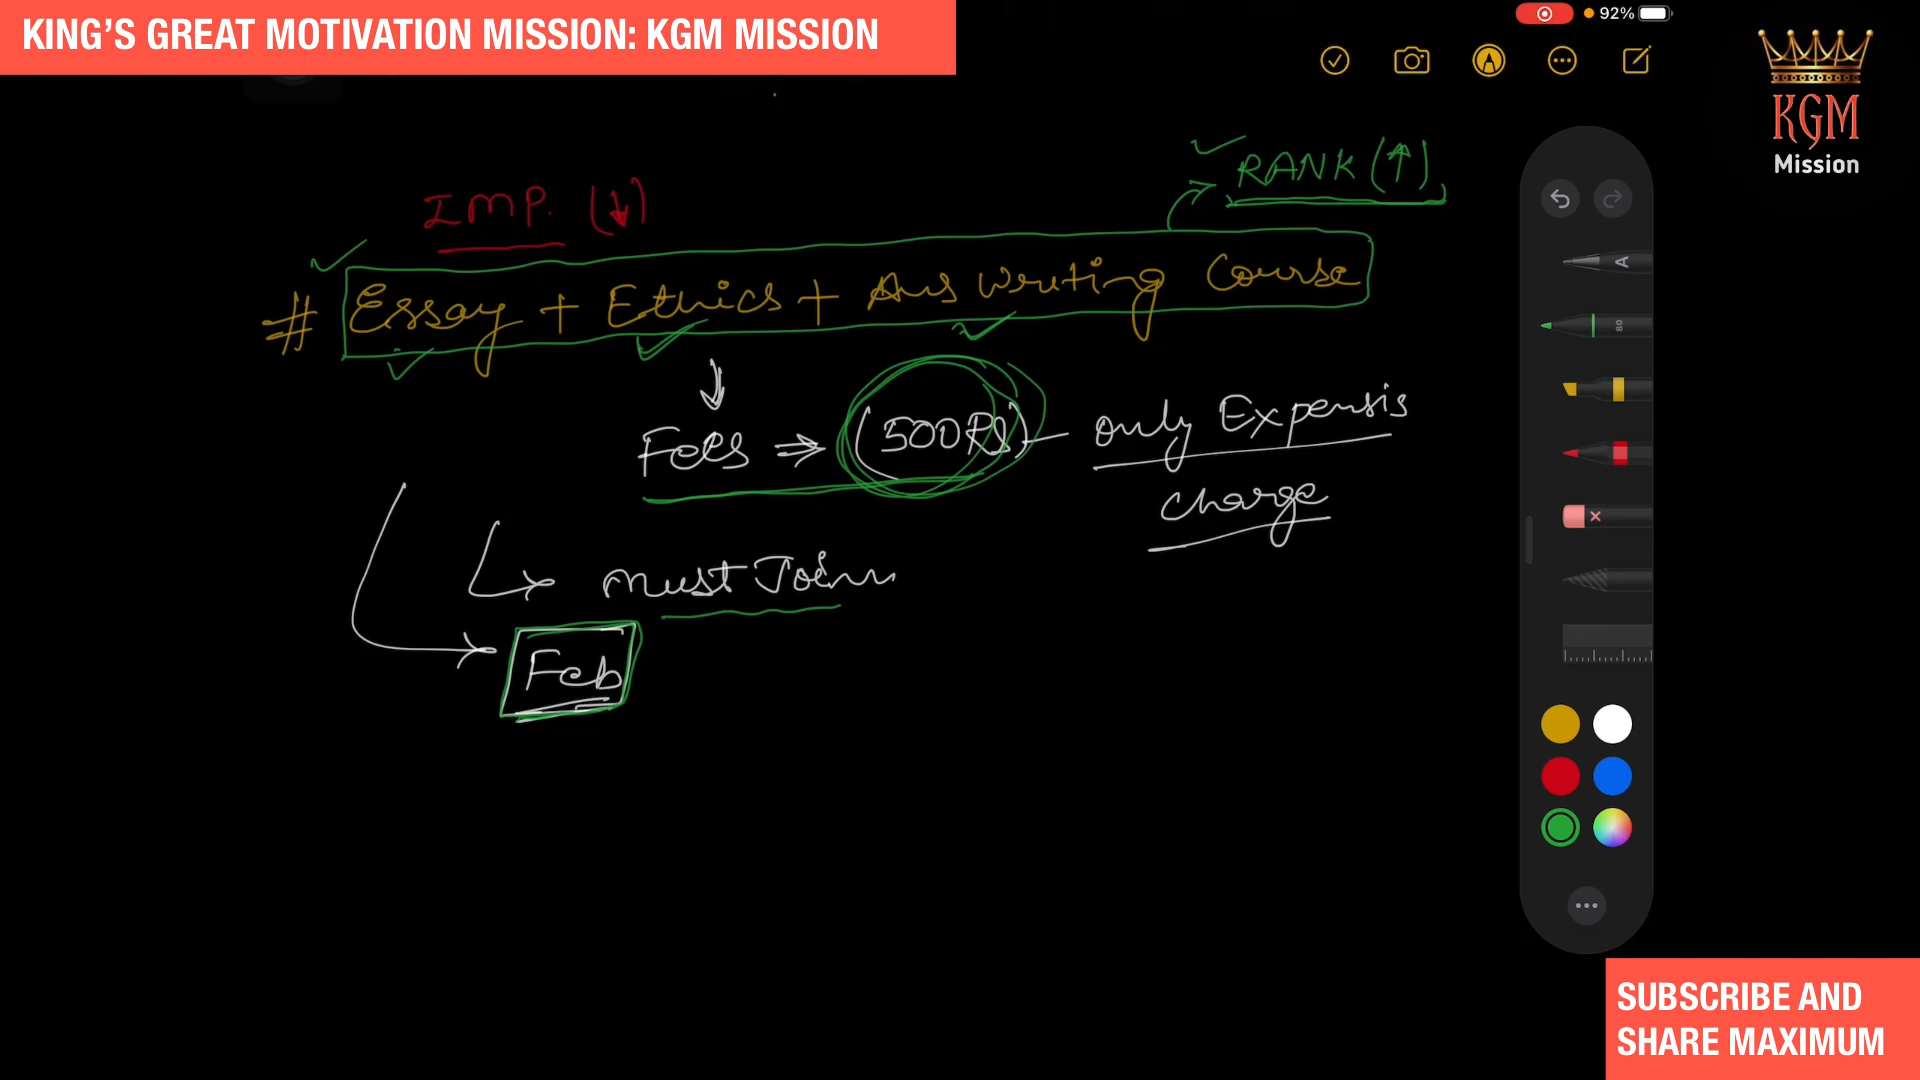 KING'S GREAT MOTIVATION MISSION: KGM MISSION
92%
KGM
Mission
RANK (↑)
IMP. (↓)
# Essay + Ethics + Ans Writing Course
Fees ⇒ (500RS) - only Expensis
charge
must Join
Feb
A
80
SUBSCRIBE AND
SHARE MAXIMUM